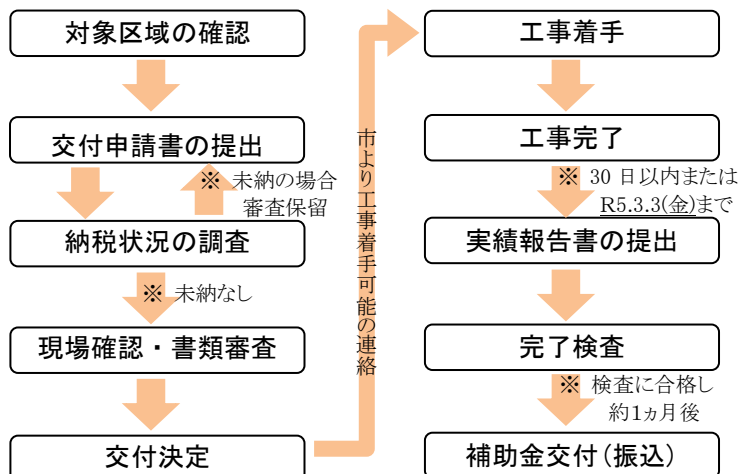 対象区域の確認
交付申請書の提出
※ 未納の場合
審査保留
納税状況の調査
※ 未納なし
現場確認・書類審査
交付決定
市より工事着手可能の連絡
工事着手
工事完了
※ 30 日以内または
R5.3.3(金)まで
実績報告書の提出
完了検査
※ 検査に合格し
約1ヵ月後
補助金交付(振込)